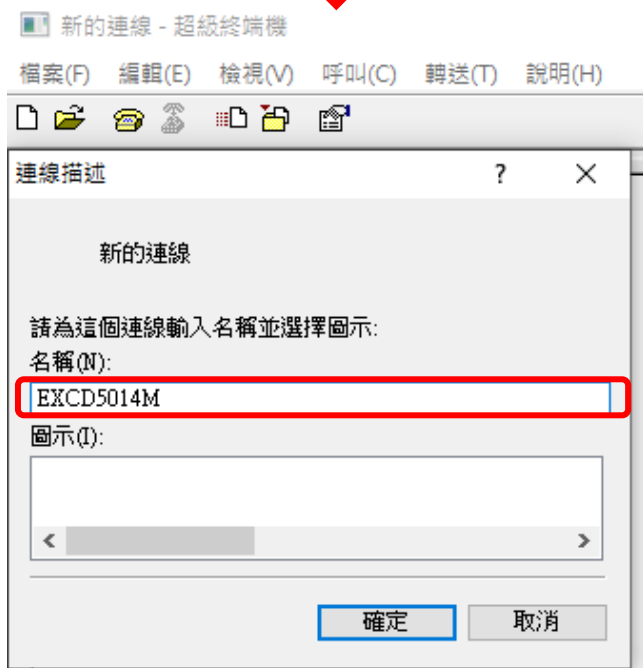 新的連線 - 超級終端機
檔案(F) 編輯(E) 檢視(V) 呼叫(C) 轉送(T) 說明(H)
連線描述 ?
新的連線
請為這個連線輸入名稱並選擇圖示:
名稱(N):
EXCD5014M
圖示(I):
確定 取消